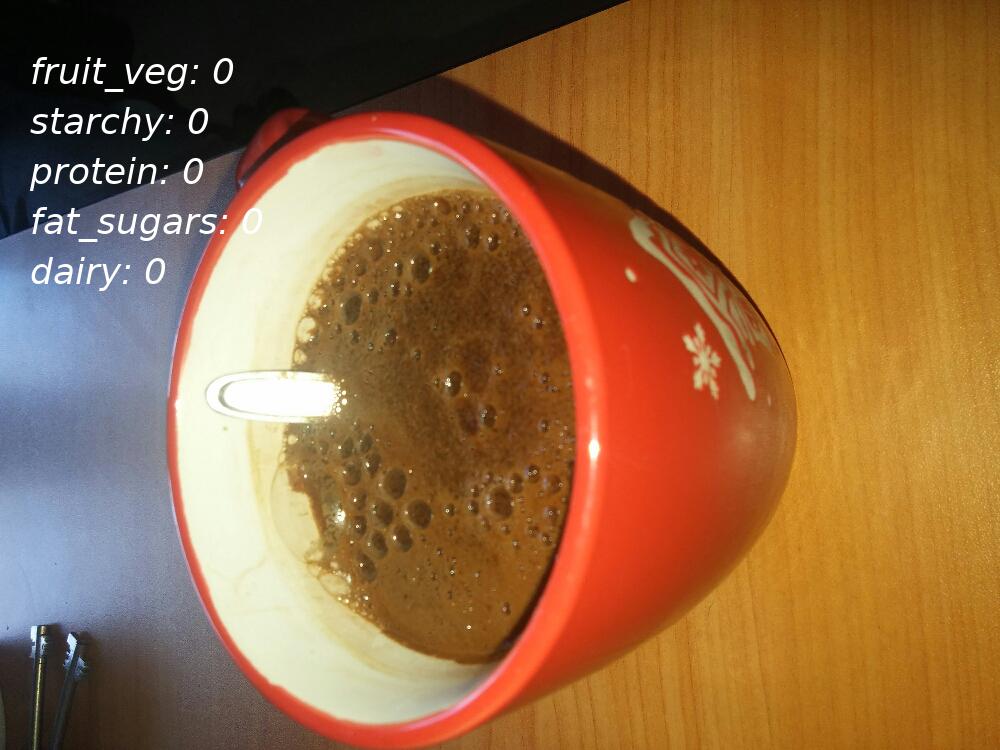 fruit_veg: 0
starchy: 0
protein: 0
fat_sugars: 0
dairy: 0